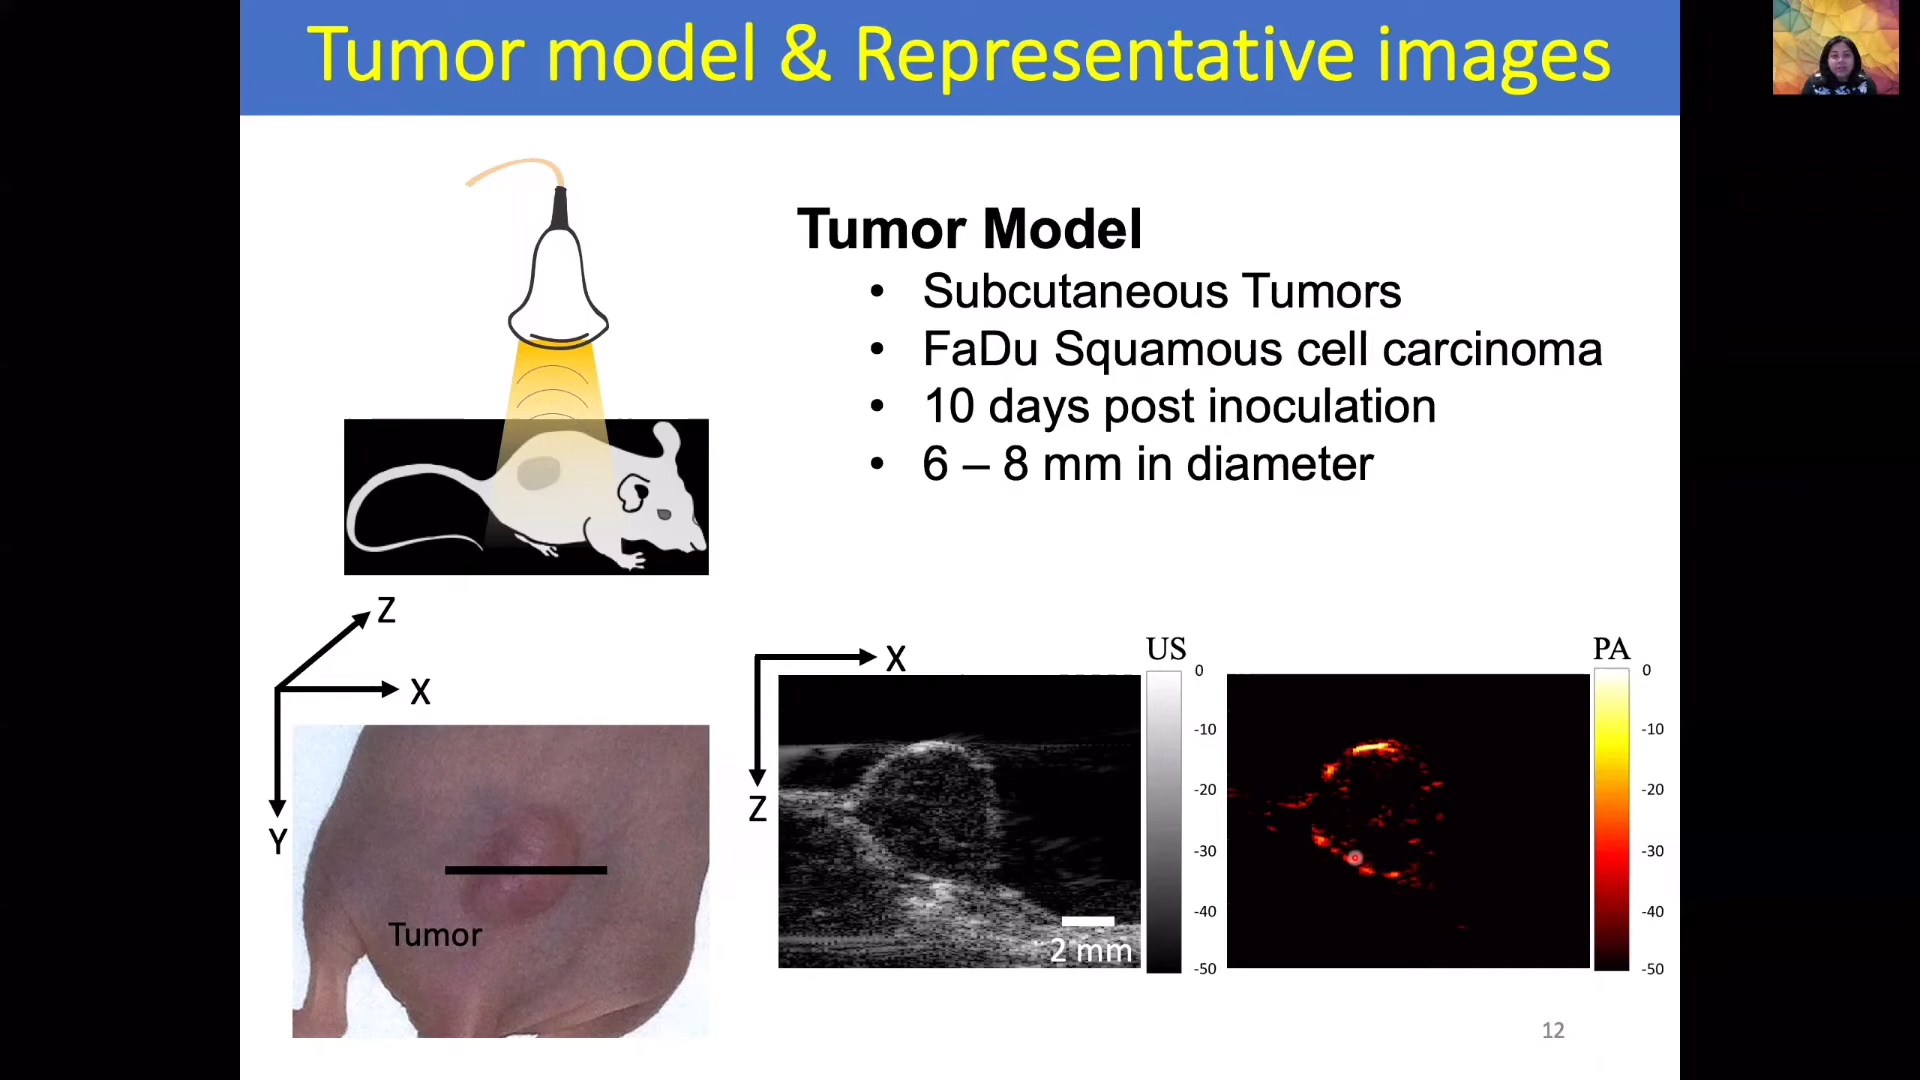 Tumor model & Representative images
Tumor Model
• Subcutaneous Tumors
• FaDu Squamous cell carcinoma
• 10 days post inoculation
• 6 – 8 mm in diameter
Z
X
Y
Tumor
X
Z
2 mm
US
0
-10
-20
-30
-40
-50
PA
0
-10
-20
-30
-40
-50
12